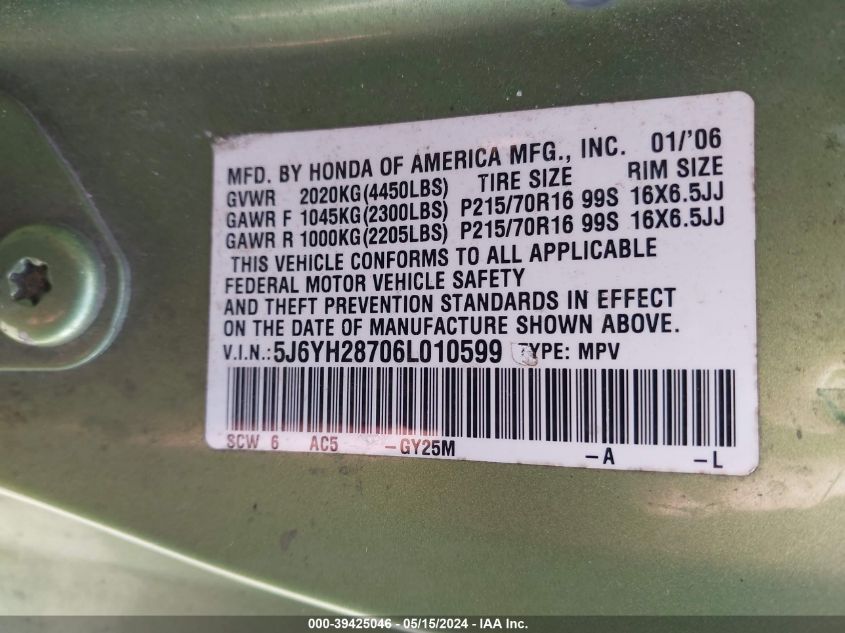 MFD. BY HONDA OF AMERICA MFG., INC. 01/'06
GVWR 2020KG(4450LBS) TIRE SIZE RIM SIZE
GAWR F 1045KG(2300LBS) P215/70R16 99S 16X6.5JJ
GAWR R 1000KG(2205LBS) P215/70R16 99S 16X6.5JJ
THIS VEHICLE CONFORMS TO ALL APPLICABLE
FEDERAL MOTOR VEHICLE SAFETY
AND THEFT PREVENTION STANDARDS IN EFFECT
ON THE DATE OF MANUFACTURE SHOWN ABOVE.
V.I.N.:5J6YH28706L010599 TYPE: MPV
SCW 6 AC5 -GY25M -A -L
000-39425046 - 05/15/2024 - IAA Inc.